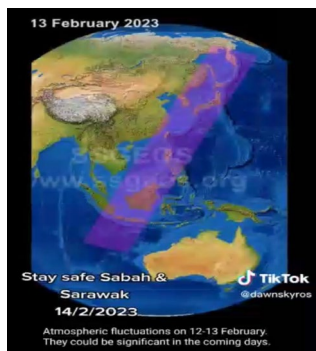 13 February 2023
SSGEOS
www.ssgeos.org
Stay safe Sabah &
Sarawak
14/2/2023
TikTok
@dawnskyros
Atmospheric fluctuations on 12-13 February.
They could be significant in the coming days.